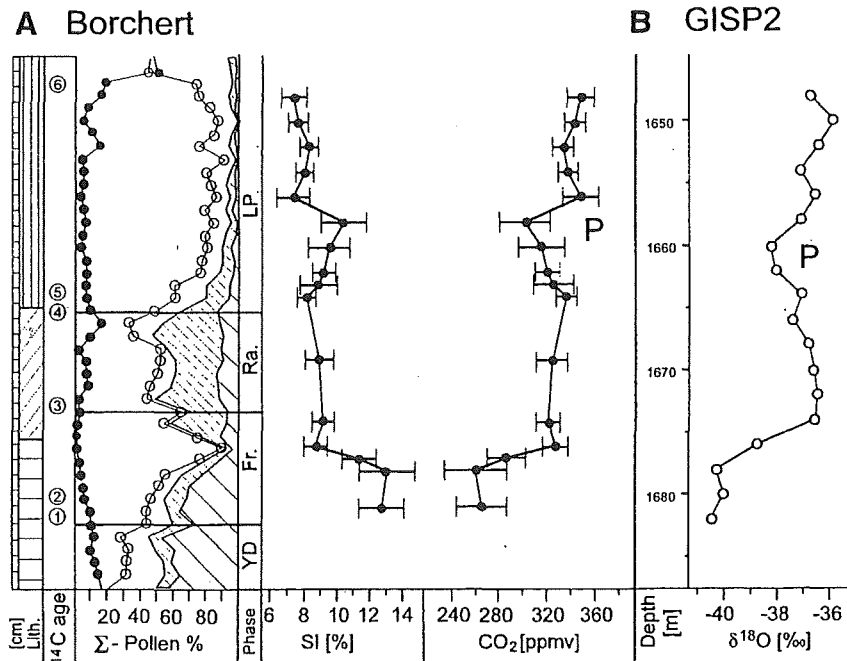 A Borchert
B GISP2
6
5
4
3
2
1
LP
Ra.
Fr.
YD
P
P
1650
1660
1670
1680
0 20 40 60 80
6 8 10 12 14
240 280 320 360
-40 -38 -36
[cm]
Lith.
14C age
Σ- Pollen %
Phase
SI [%]
CO2 [ppmv]
Depth
[m]
δ18O [‰]